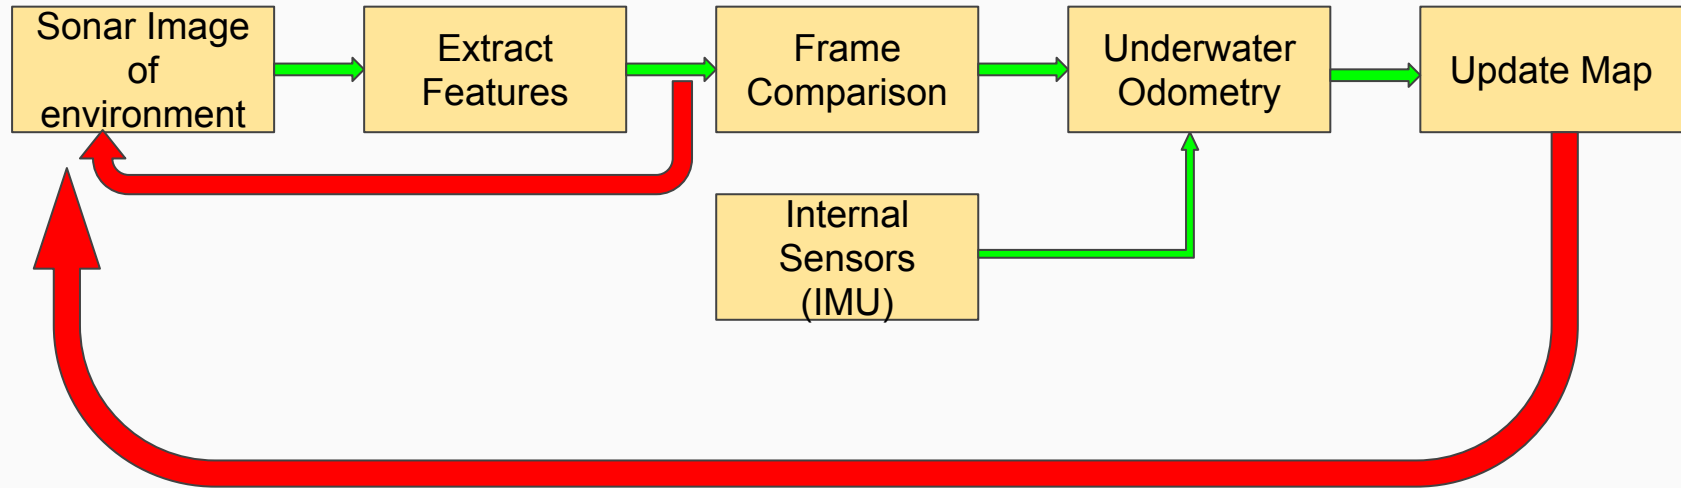 Sonar Image
of
environment
Extract
Features
Frame
Comparison
Underwater
Odometry
Update Map
Internal
Sensors
(IMU)